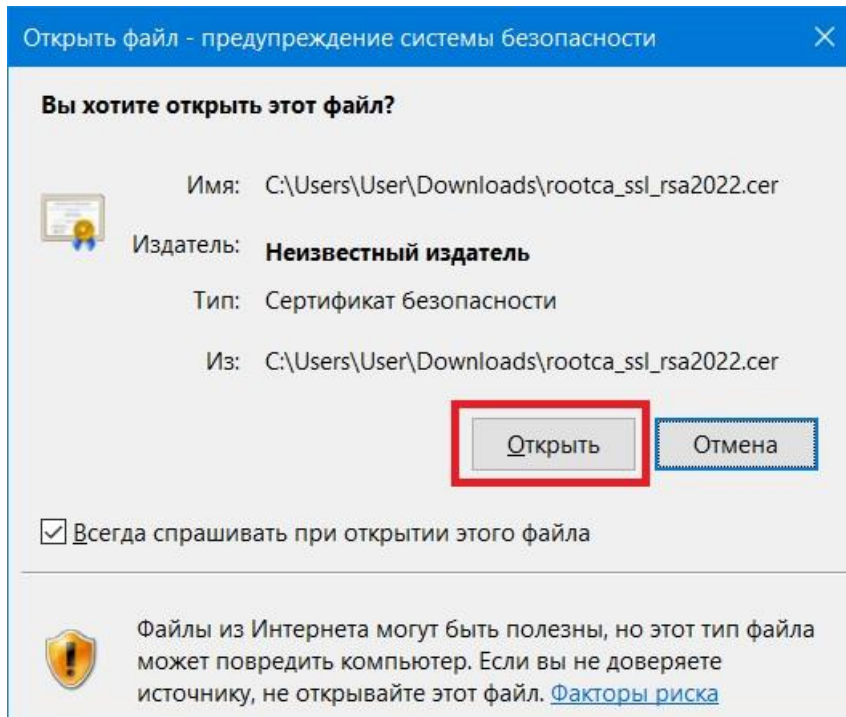 Открыть файл - предупреждение системы безопасности
Вы хотите открыть этот файл?
Имя: C:\Users\User\Downloads\rootca_ssl_rsa2022.cer
Издатель: Неизвестный издатель
Тип: Сертификат безопасности
Из: C:\Users\User\Downloads\rootca_ssl_rsa2022.cer
Открыть Отмена
Всегда спрашивать при открытии этого файла
Файлы из Интернета могут быть полезны, но этот тип файла
может повредить компьютер. Если вы не доверяете
источнику, не открывайте этот файл. Факторы риска